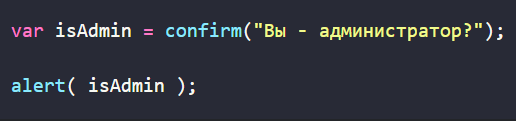 var isAdmin = confirm("Вы - администратор?");
alert( isAdmin );